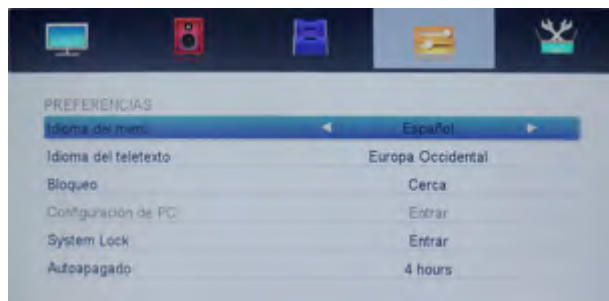 PREFERENCIAS
Idioma del menú Español
Idioma del teletexto Europa Occidental
Bloqueo Cerca
Configuración de PC Entrar
System Lock Entrar
Autoapagado 4 hours